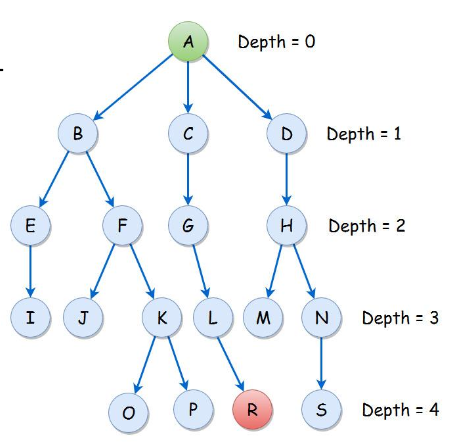 A Depth = 0
B C D Depth = 1
E F G H Depth = 2
I J K L M N Depth = 3
O P R S Depth = 4